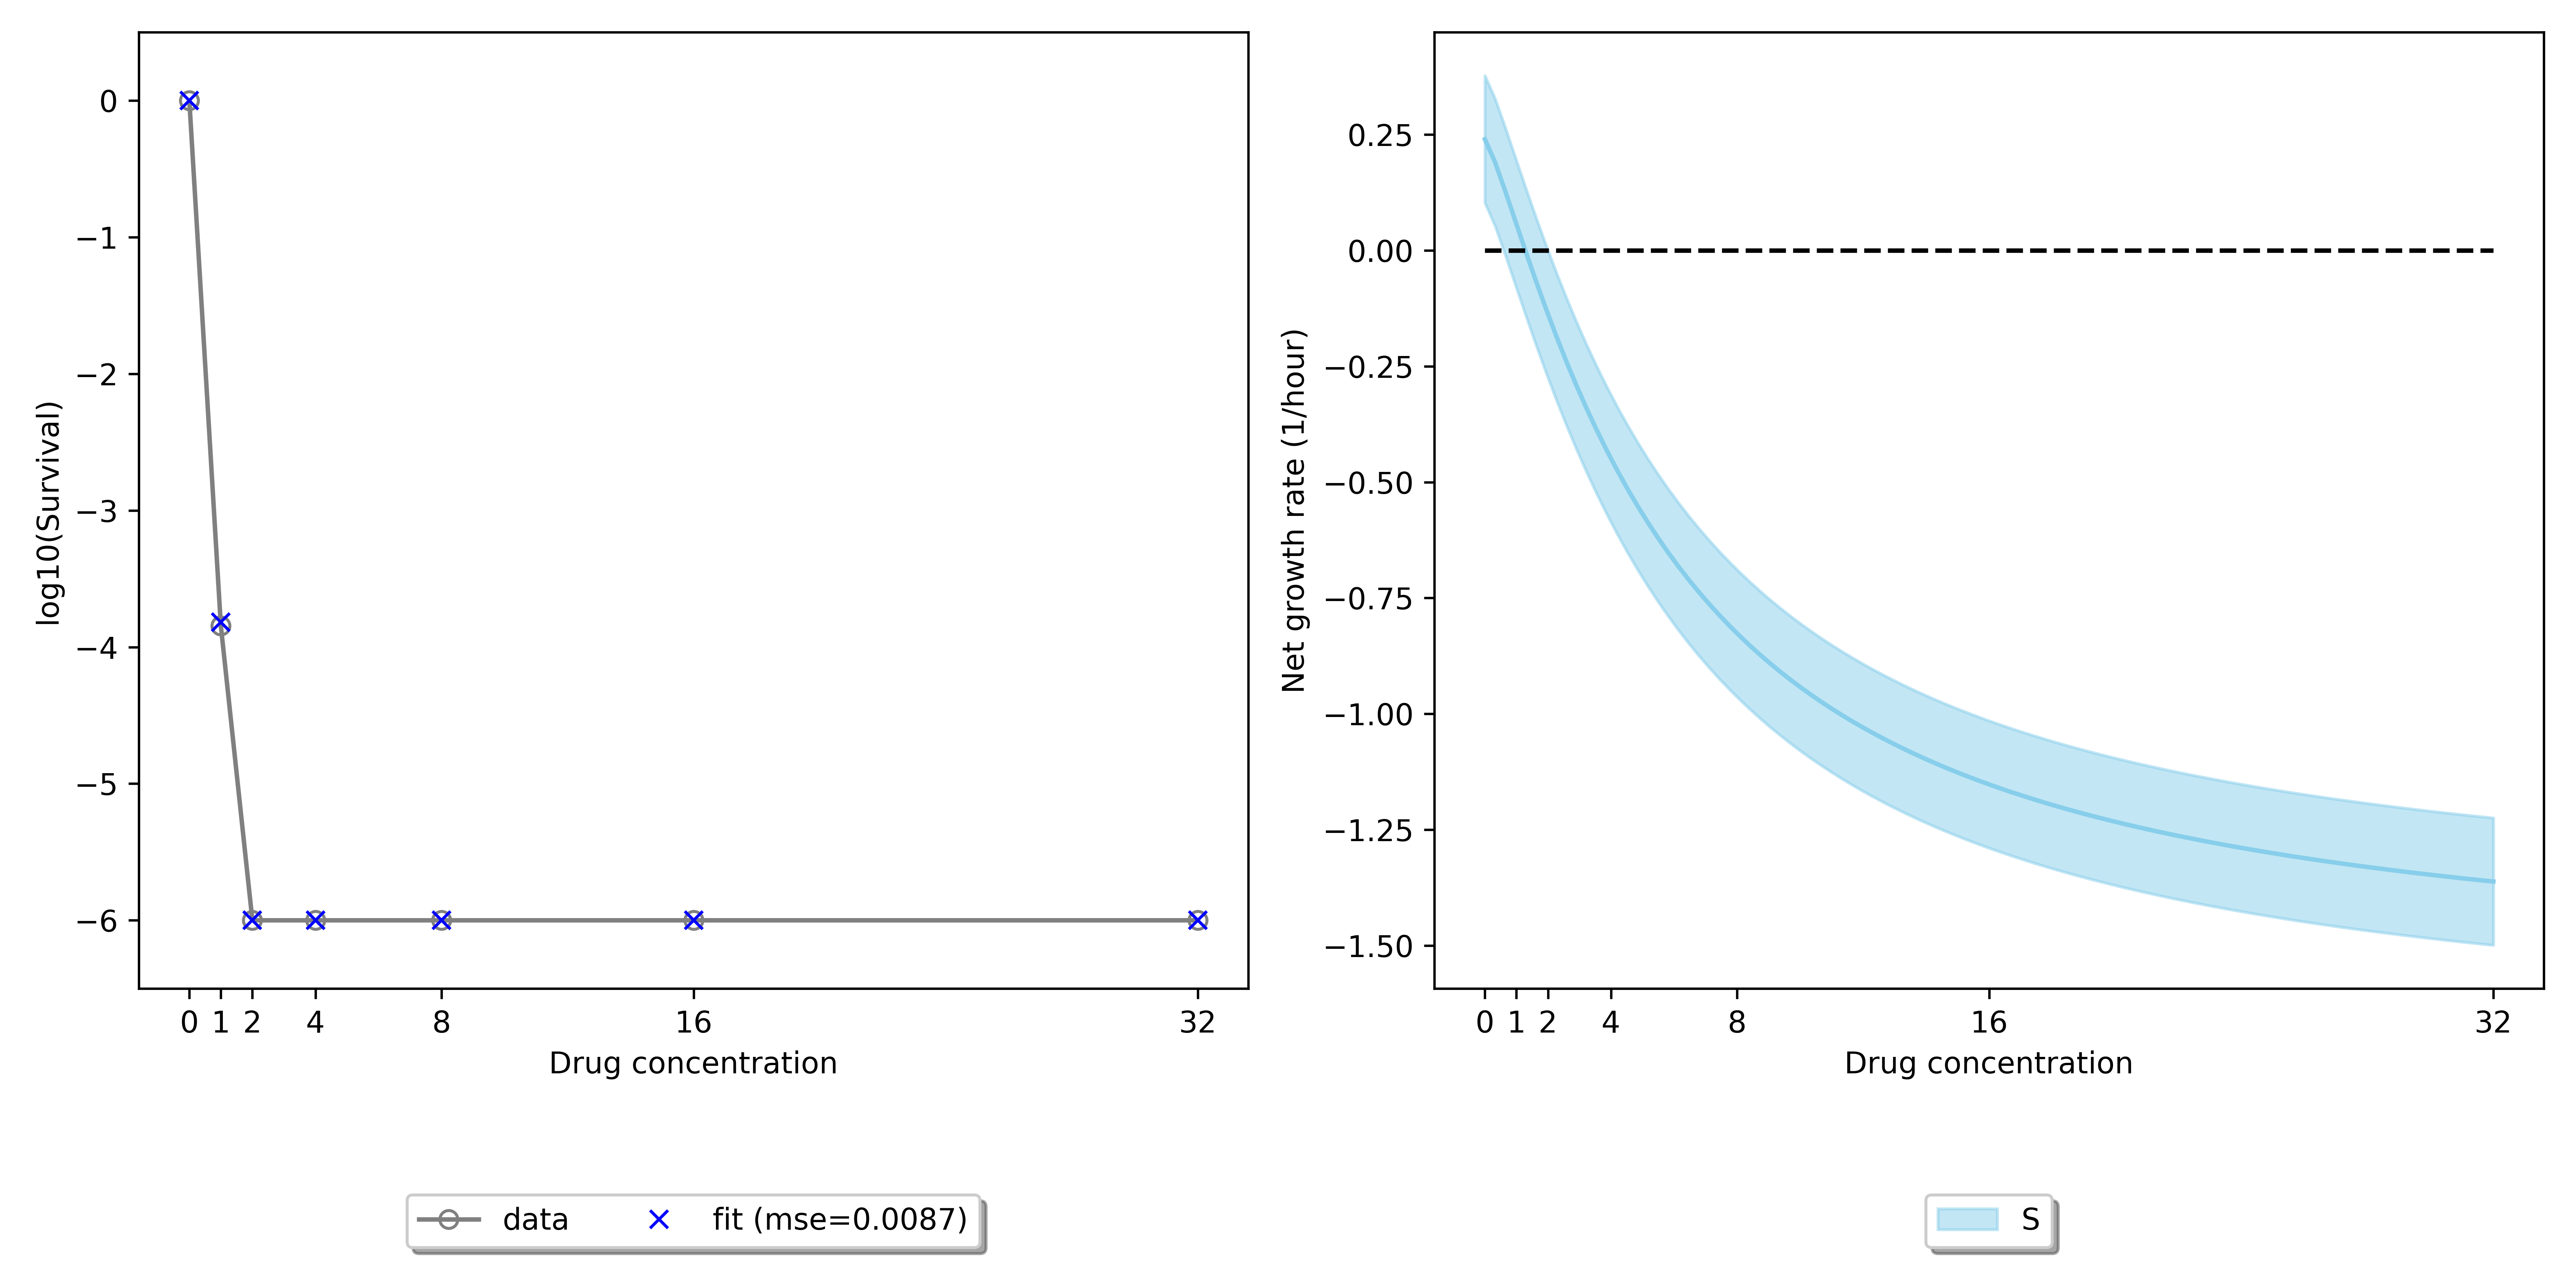 0
−1
−2
−3
−4
−5
−6
log10(Survival)
0 1 2 4 8 16 32
Drug concentration
data fit (mse=0.0087)
0.25
0.00
−0.25
−0.50
−0.75
−1.00
−1.25
−1.50
Net growth rate (1/hour)
0 1 2 4 8 16 32
Drug concentration
S